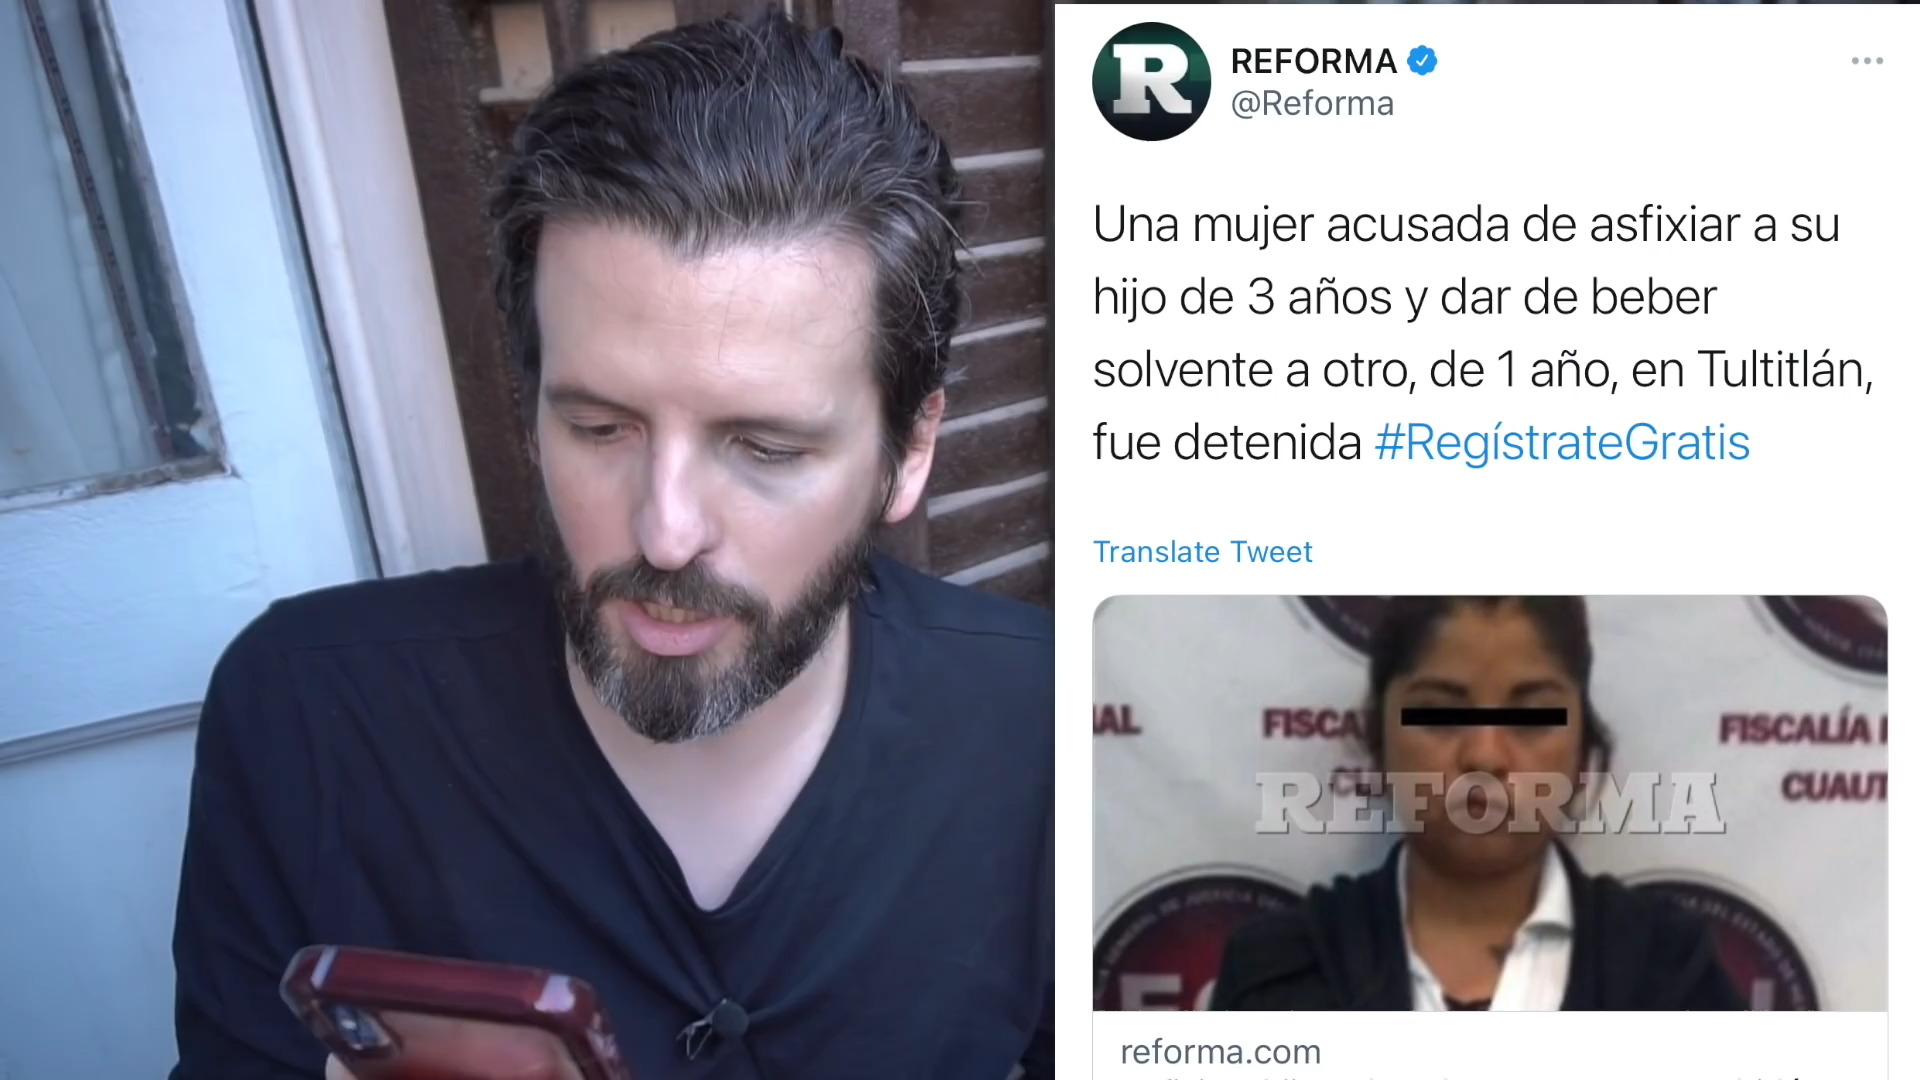 R
REFORMA
@Reforma
Una mujer acusada de asfixiar a su
hijo de 3 años y dar de beber
solvente a otro, de 1 año, en Tultitlán,
fue detenida #RegístrateGratis
Translate Tweet
FISCALÍA
CUAUT
REFORMA
reforma.com